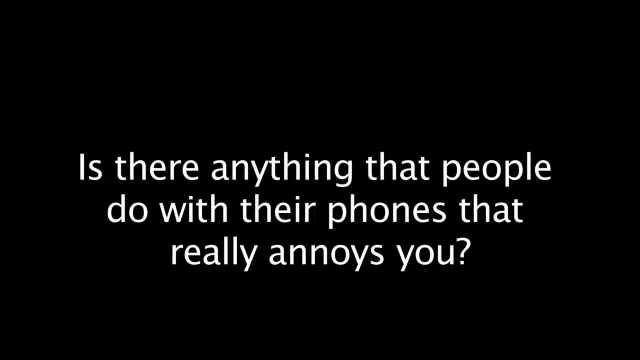 Is there anything that people
do with their phones that
really annoys you?